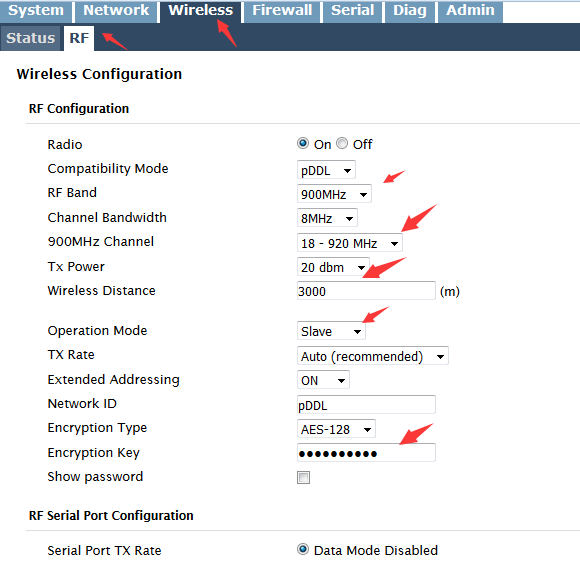 System Network Wireless Firewall Serial Diag Admin
Status RF
Wireless Configuration
RF Configuration
Radio On Off
Compatibility Mode pDDL
RF Band 900MHz
Channel Bandwidth 8MHz
900MHz Channel 18 - 920 MHz
Tx Power 20 dbm
Wireless Distance 3000 (m)
Operation Mode Slave
TX Rate Auto (recommended)
Extended Addressing ON
Network ID pDDL
Encryption Type AES-128
Encryption Key ●●●●●●●●●●
Show password
RF Serial Port Configuration
Serial Port TX Rate Data Mode Disabled